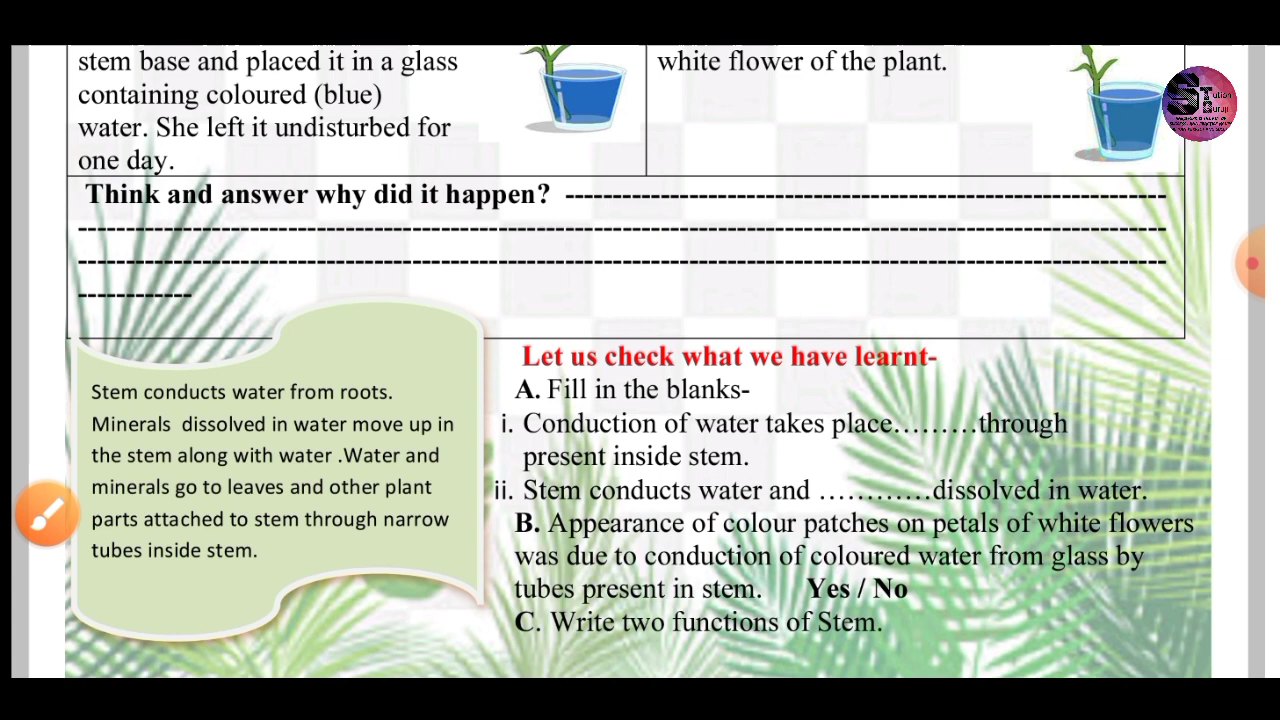 stem base and placed it in a glass
containing coloured (blue)
water. She left it undisturbed for
one day.
white flower of the plant.
Think and answer why did it happen? ---------------------------------------------------------------
------------------------------------------------------------------------------------------------------------------
------------------------------------------------------------------------------------------------------------------
------------
Stem conducts water from roots.
Minerals dissolved in water move up in
the stem along with water .Water and
minerals go to leaves and other plant
parts attached to stem through narrow
tubes inside stem.
Let us check what we have learnt-
A. Fill in the blanks-
i. Conduction of water takes place………through
present inside stem.
ii. Stem conducts water and …………dissolved in water.
B. Appearance of colour patches on petals of white flowers
was due to conduction of coloured water from glass by
tubes present in stem. Yes / No
C. Write two functions of Stem.